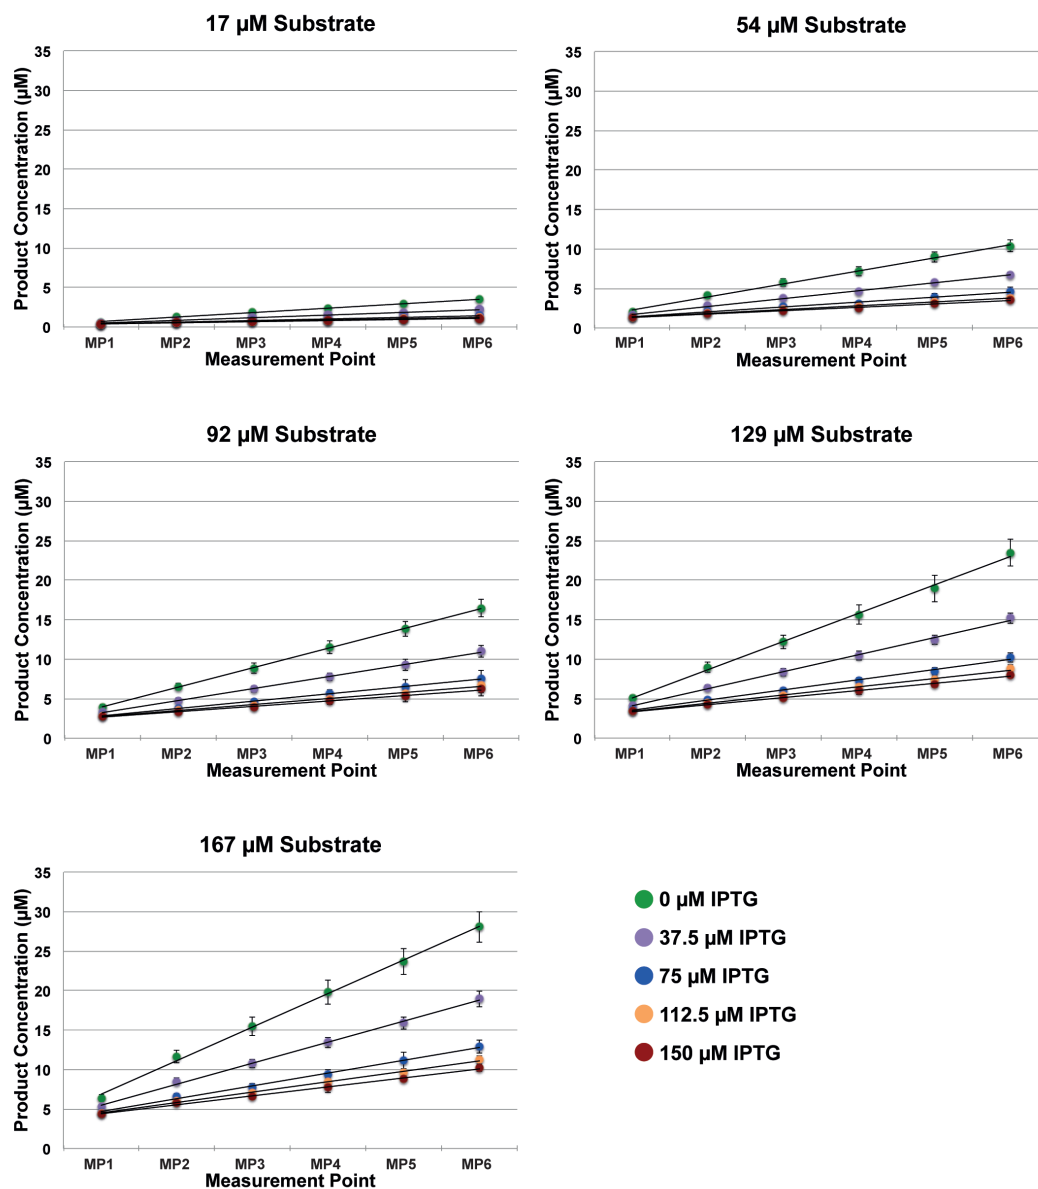 17 µM Substrate
Product Concentration (µM)
35
30
25
20
15
10
5
0
MP1 MP2 MP3 MP4 MP5 MP6
Measurement Point
54 µM Substrate
Product Concentration (µM)
35
30
25
20
15
10
5
0
MP1 MP2 MP3 MP4 MP5 MP6
Measurement Point
92 µM Substrate
Product Concentration (µM)
35
30
25
20
15
10
5
0
MP1 MP2 MP3 MP4 MP5 MP6
Measurement Point
129 µM Substrate
Product Concentration (µM)
35
30
25
20
15
10
5
0
MP1 MP2 MP3 MP4 MP5 MP6
Measurement Point
167 µM Substrate
Product Concentration (µM)
35
30
25
20
15
10
5
0
MP1 MP2 MP3 MP4 MP5 MP6
Measurement Point
0 µM IPTG
37.5 µM IPTG
75 µM IPTG
112.5 µM IPTG
150 µM IPTG